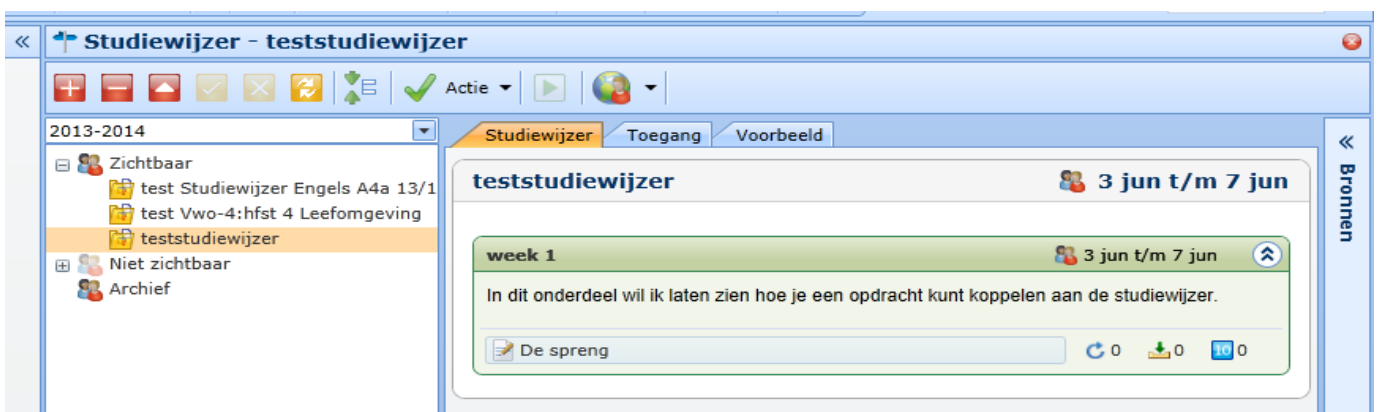 Studiewijzer - teststudiewijzer
Actie
2013-2014
Zichtbaar
test Studiewijzer Engels A4a 13/1
test Vwo-4:hfst 4 Leefomgeving
teststudiewijzer
Niet zichtbaar
Archief
Studiewijzer Toegang Voorbeeld
teststudiewijzer 3 jun t/m 7 jun
week 1 3 jun t/m 7 jun
In dit onderdeel wil ik laten zien hoe je een opdracht kunt koppelen aan de studiewijzer.
De spreng 0 0 10 0
Bronnen